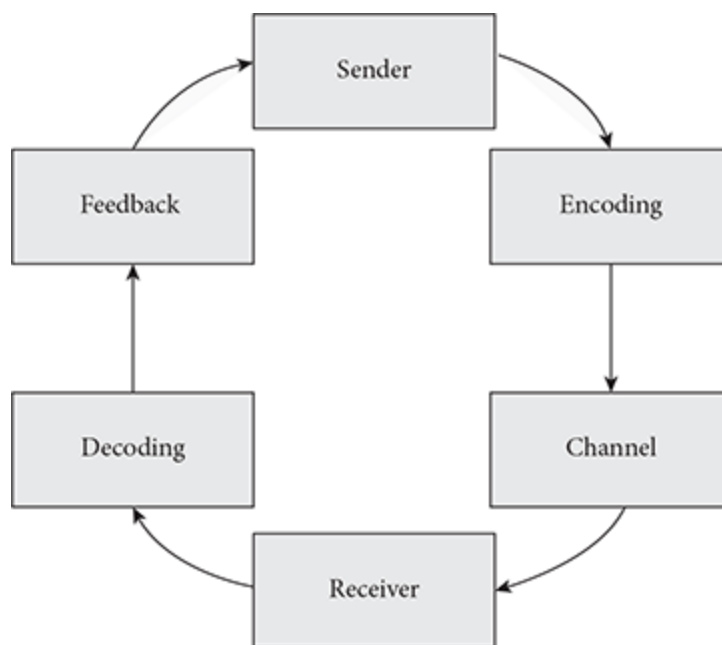 Sender
Encoding
Channel
Receiver
Decoding
Feedback